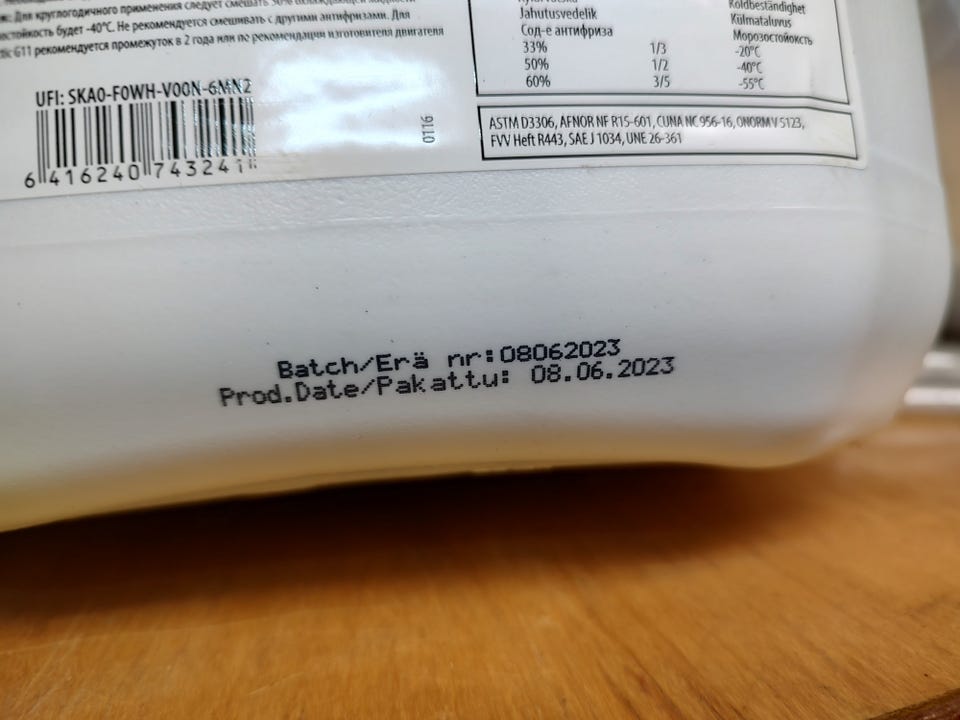 Для круглогодичного применения следует смешать 50% охлаждающей жидкости
стойкость будет -40°C. Не рекомендуется смешивать с другими антифризами. Для
G11 рекомендуется промежуток в 2 года или по рекомендации изготовителя двигателя
UFI: SKA0-F0WH-V00N-6MN2
6 416240 743241
0116
Jahutusvedelik
Сод-е антифриза
33% 1/3 -20°C
50% 1/2 -40°C
60% 3/5 -55°C
Köldbeständighet
Külmataluvus
Морозостойкость
ASTM D3306, AFNOR NF R15-601, CUNA NC 956-16, ONORM V 5123,
FVV Heft R443, SAE J 1034, UNE 26-361
Batch/Erä nr:08062023
Prod.Date/Pakattu: 08.06.2023